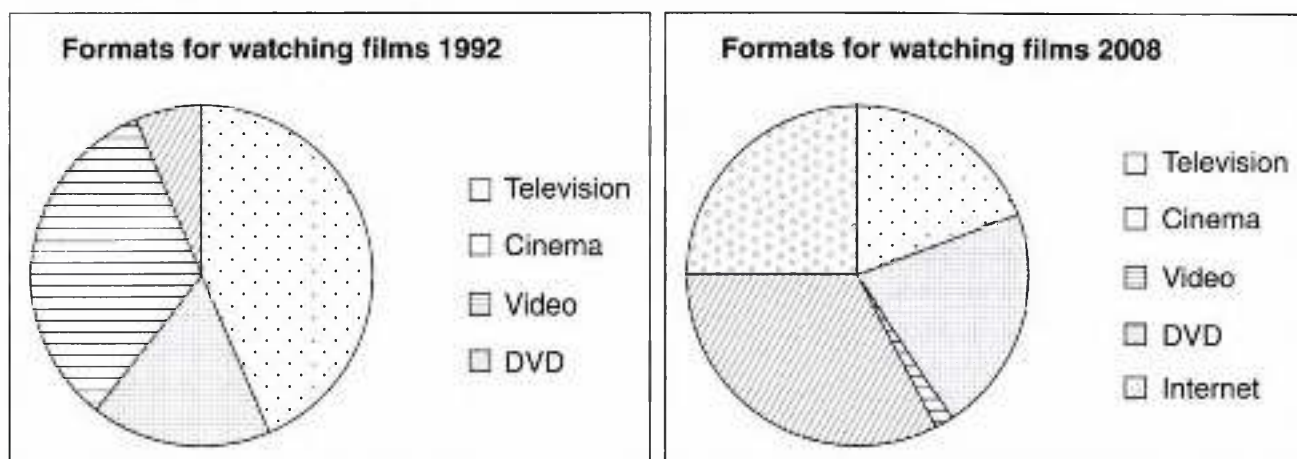 Formats for watching films 1992
Television
Cinema
Video
DVD
Formats for watching films 2008
Television
Cinema
Video
DVD
Internet